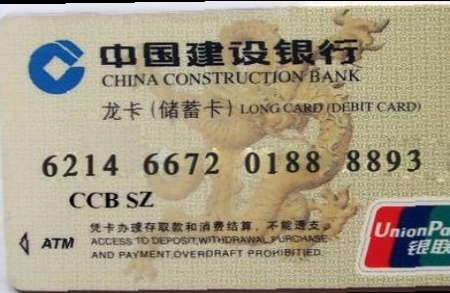 中国建设银行
CHINA CONSTRUCTION BANK
龙卡(储蓄卡) LONG CARD (DEBIT CARD)
6214 6672 0188 8893
CCB SZ
凭卡办理存取款和消费结算，不能透支。
ATM ACCESS TO DEPOSIT,WITHDRAWAL,PURCHASE
AND PAYMENT.OVERDRAFT PROHIBITIED.
UnionPa
银联